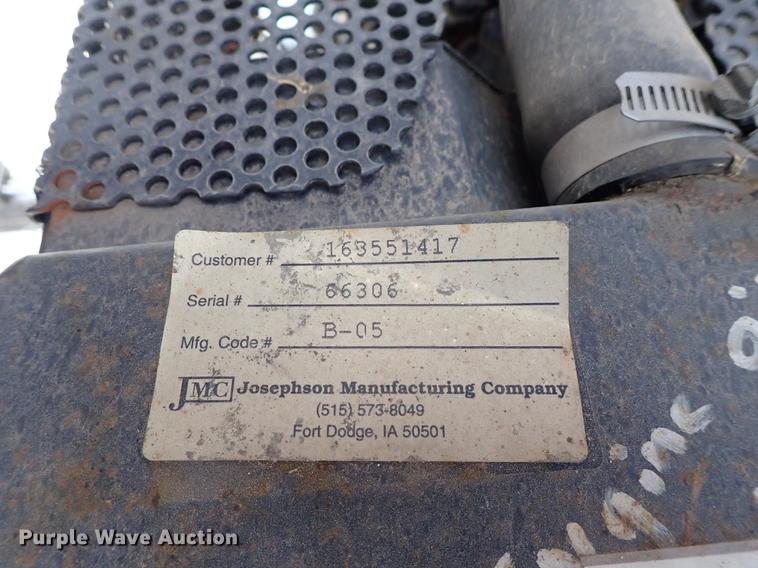 Customer # 163551417
Serial # 66306
Mfg. Code # B-05
JMC Josephson Manufacturing Company
(515) 573-8049
Fort Dodge, IA 50501
Purple Wave Auction